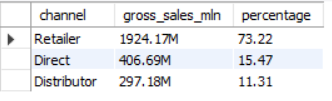 channel gross_sales_mln percentage
Retailer 1924.17M 73.22
Direct 406.69M 15.47
Distributor 297.18M 11.31